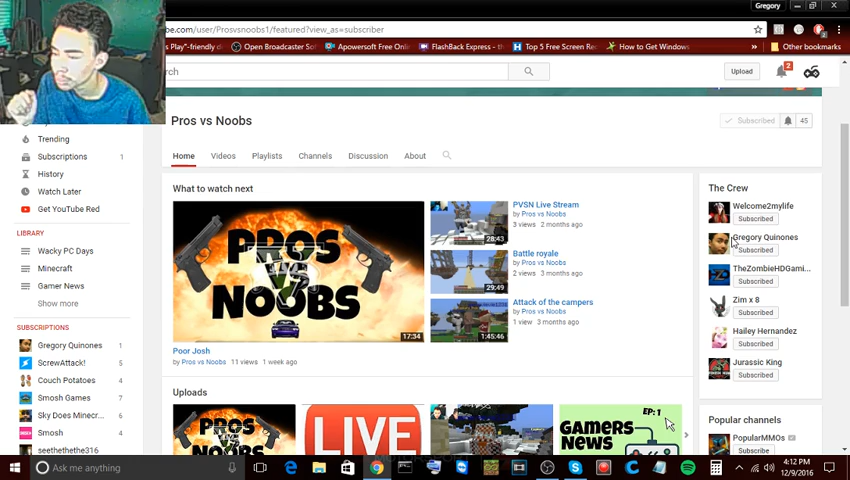 Gregory
be.com/user/Prosvsnoobs1/featured?view_as=subscriber
s Play"-friendly di
Open Broadcaster Sof
Apowersoft Free Onli
FlashBack Express - th
Top 5 Free Screen Rec
How to Get Windows
Other bookmarks
rch
Upload
2
Pros vs Noobs
Subscribed
45
Home
Videos
Playlists
Channels
Discussion
About
Trending
Subscriptions
1
History
Watch Later
Get YouTube Red
LIBRARY
Wacky PC Days
Minecraft
Gamer News
Show more
SUBSCRIPTIONS
Gregory Quinones
1
ScrewAttack!
5
Couch Potatoes
4
Smosh Games
7
Sky Does Minecr...
6
Smosh
4
seethethethe316
What to watch next
PROS
VS
NOOBS
17:34
Poor Josh
by Pros vs Noobs
11 views
1 week ago
28:43
PVSN Live Stream
by Pros vs Noobs
3 views
2 months ago
29:49
Battle royale
by Pros vs Noobs
2 views
3 months ago
1:45:46
Attack of the campers
by Pros vs Noobs
1 view
3 months ago
Uploads
PROS
NOOBS
LIVE
EP: 1
GAMERS
NEWS
The Crew
Welcome2mylife
Subscribed
Gregory Quinones
Subscribed
TheZombieHDGami...
Subscribed
Zim x 8
Subscribed
Hailey Hernandez
Subscribed
Jurassic King
Subscribed
Popular channels
PopularMMOs
Subscribe
Ask me anything
4:12 PM
12/9/2016